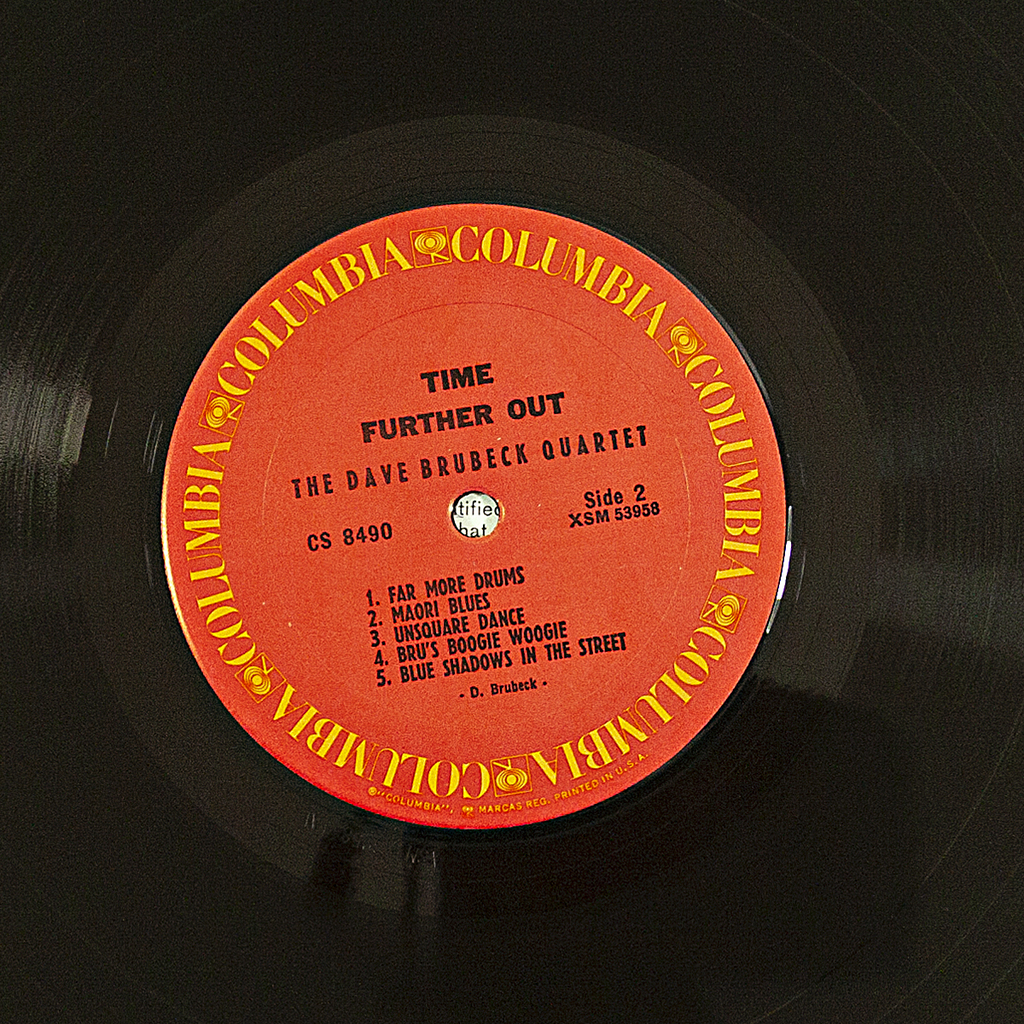 COLUMBIA COLUMBIA COLUMBIA COLUMBIA COLUMBIA COLUMBIA
TIME
FURTHER OUT
THE DAVE BRUBECK QUARTET
Side 2
CS 8490
XSM 53958
tified
hat
1. FAR MORE DRUMS
2. MAORI BLUES
3. UNSQUARE DANCE
4. BRU'S BOOGIE WOOGIE
5. BLUE SHADOWS IN THE STREET
- D. Brubeck -
® "COLUMBIA", MARCAS REG. PRINTED IN U.S.A.